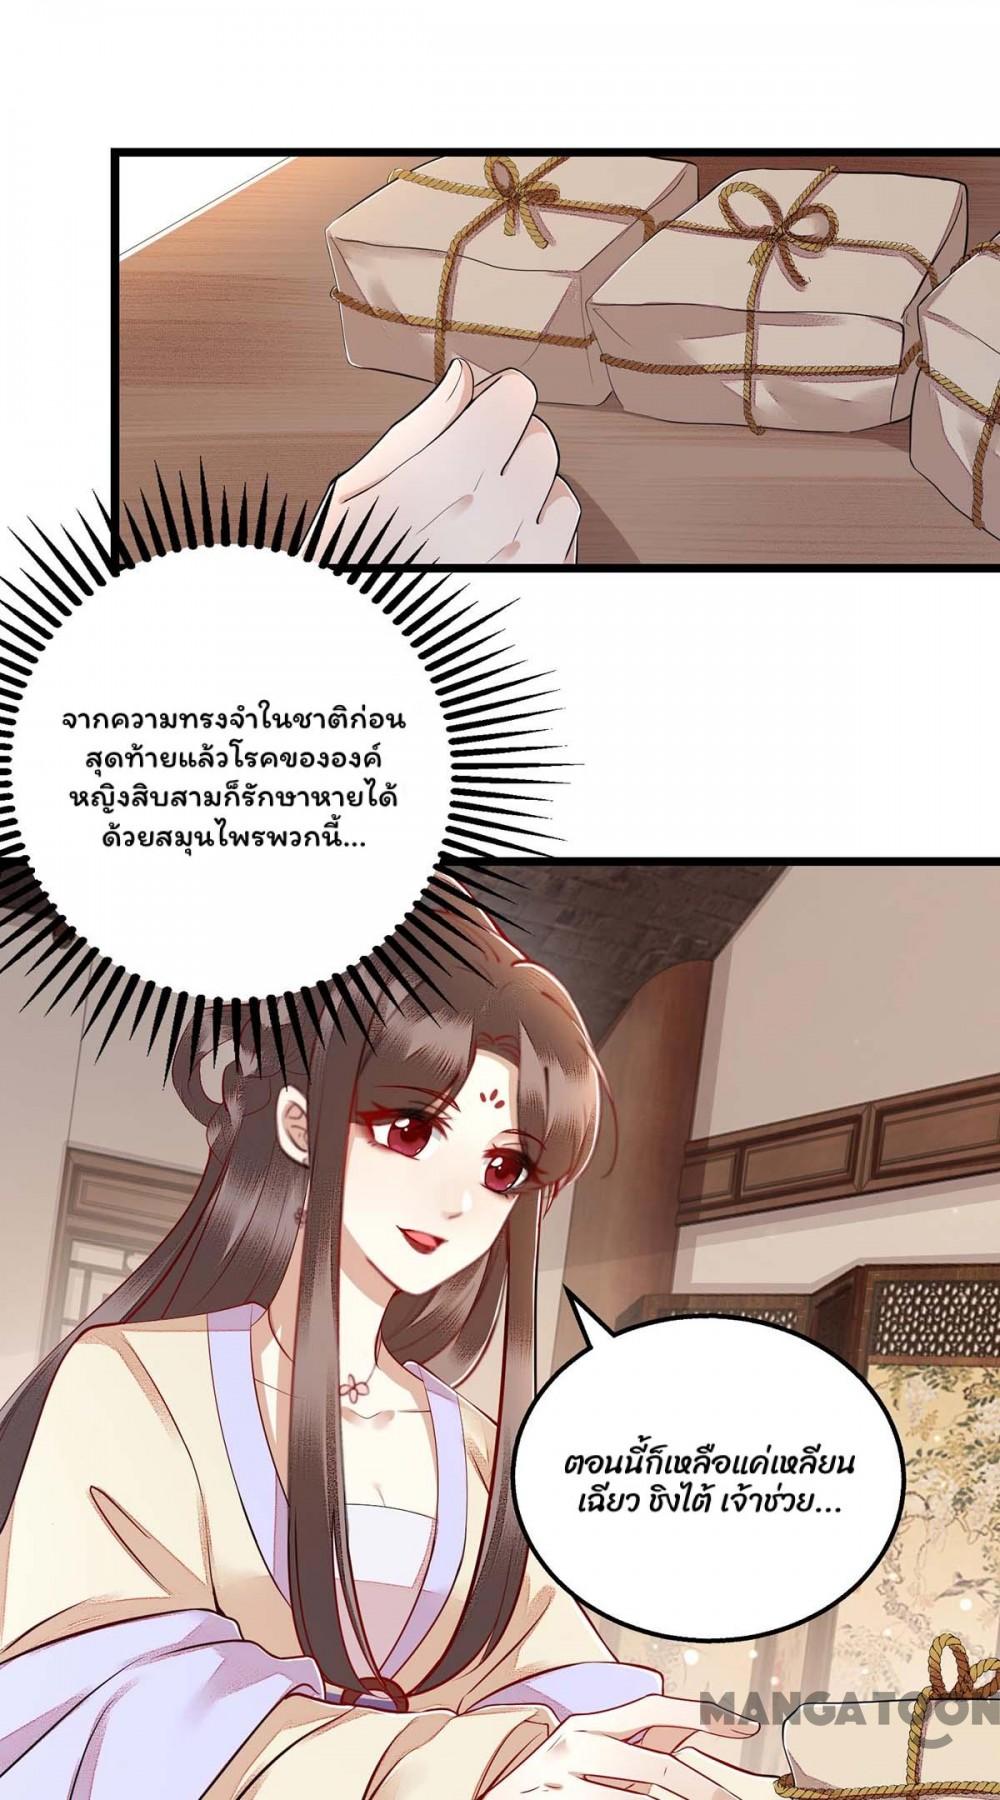 จากความทรงจำในชาติก่อน
สุดท้ายแล้วโรคขององค์
หญิงสิบสามก็รักษาหายได้
ด้วยสมุนไพรพวกนี้...
ตอนนี้ก็เหลือแค่เหลียน
เฉียว ชิงไต้ เจ้าช่วย...
MANGATOON